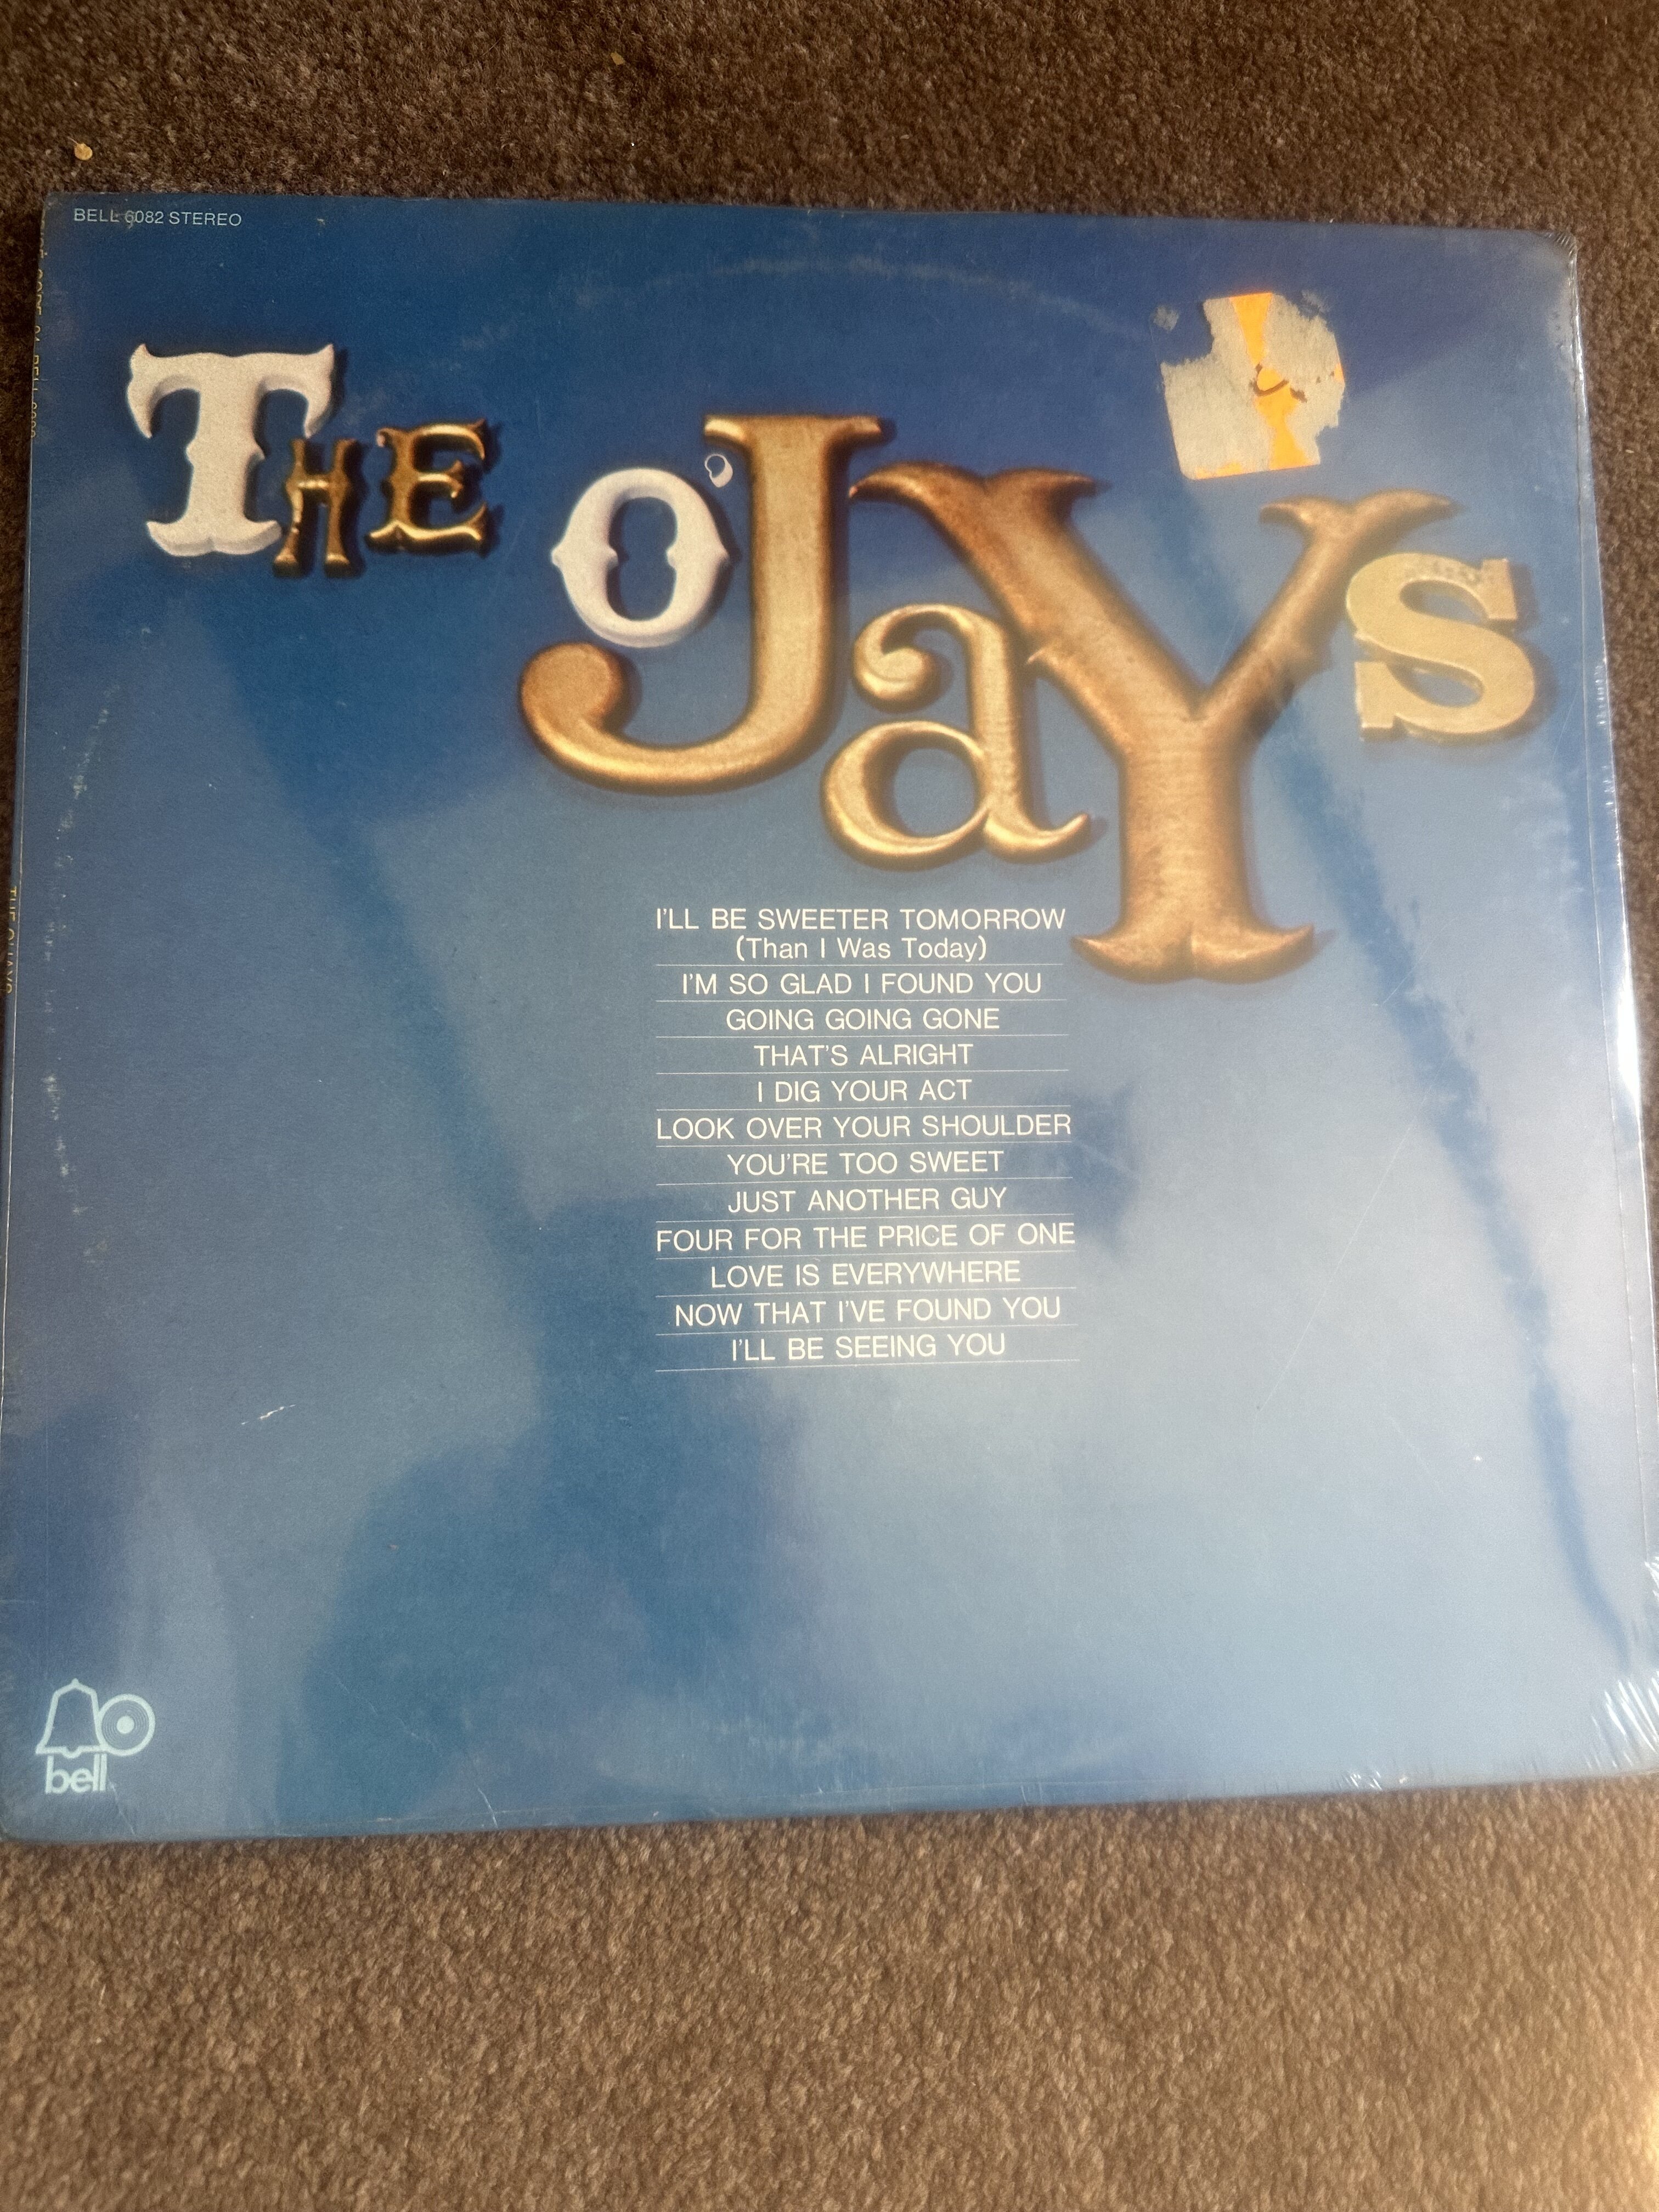 BELL 6082 STEREO
THE O'JAYS
I'LL BE SWEETER TOMORROW
(Than I Was Today)
I'M SO GLAD I FOUND YOU
GOING GOING GONE
THAT'S ALRIGHT
I DIG YOUR ACT
LOOK OVER YOUR SHOULDER
YOU'RE TOO SWEET
JUST ANOTHER GUY
FOUR FOR THE PRICE OF ONE
LOVE IS EVERYWHERE
NOW THAT I'VE FOUND YOU
I'LL BE SEEING YOU
bell